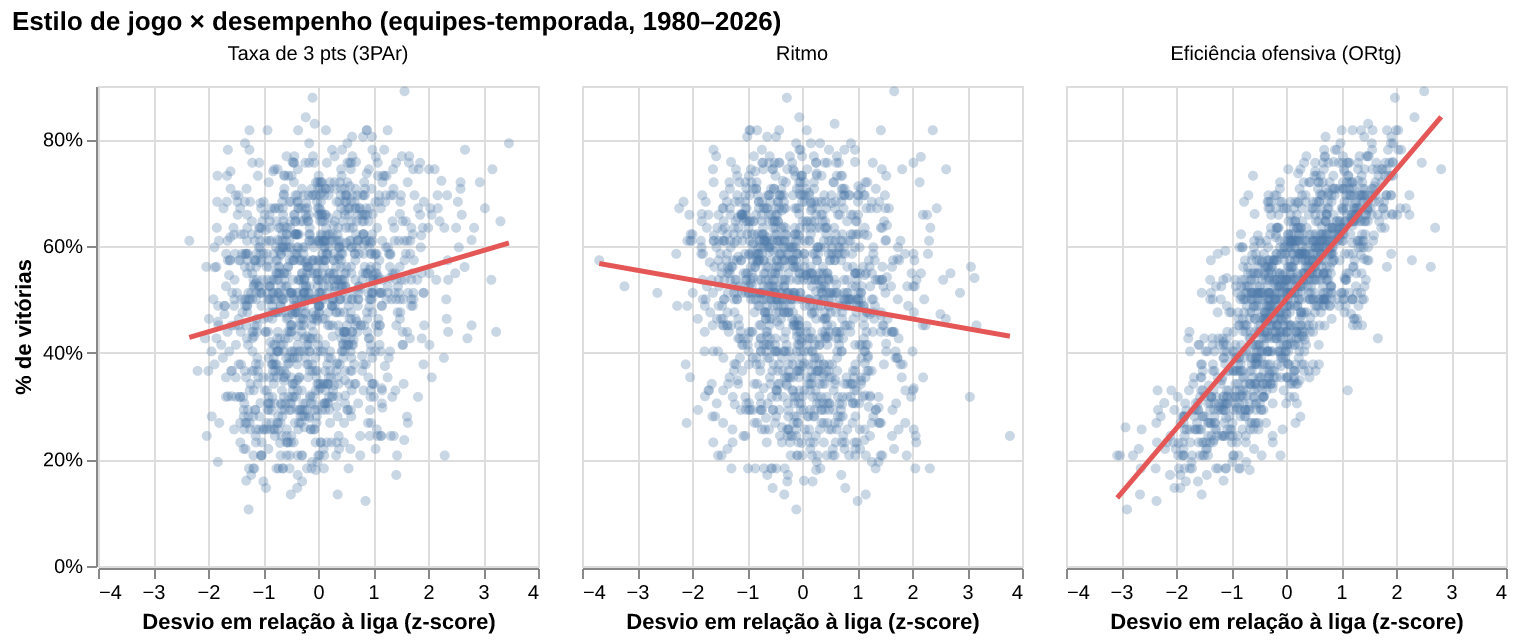 Estilo de jogo × desempenho (equipes-temporada, 1980–2026)
Taxa de 3 pts (3PAr)
Ritmo
Eficiência ofensiva (ORtg)
% de vitórias
80%
60%
40%
20%
0%
−4 −3 −2 −1 0 1 2 3 4
−4 −3 −2 −1 0 1 2 3 4
−4 −3 −2 −1 0 1 2 3 4
Desvio em relação à liga (z-score)
Desvio em relação à liga (z-score)
Desvio em relação à liga (z-score)